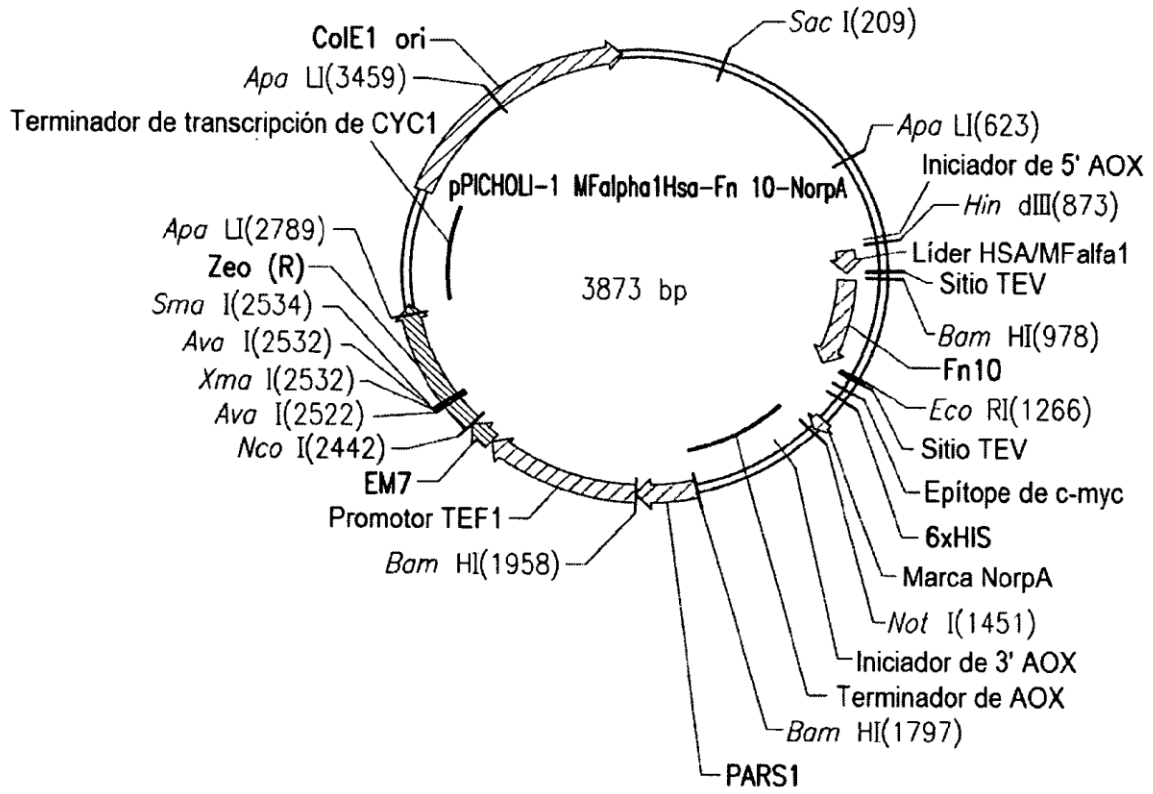 ColE1 ori
Sac I(209)
Apa LI(3459)
Terminador de transcripción de CYC1
Apa LI(623)
Iniciador de 5' AOX
pPICHOLI-1 MFalpha1Hsa-Fn 10-NorpA
Hin dIII(873)
Líder HSA/MFalfa1
Apa LI(2789)
Zeo (R)
3873 bp
Sitio TEV
Sma I(2534)
Bam HI(978)
Ava I(2532)
Fn10
Xma I(2532)
Eco RI(1266)
Ava I(2522)
Sitio TEV
Nco I(2442)
EM7
Epítope de c-myc
Promotor TEF1
6xHIS
Bam HI(1958)
Marca NorpA
Not I(1451)
Iniciador de 3' AOX
Terminador de AOX
Bam HI(1797)
PARS1